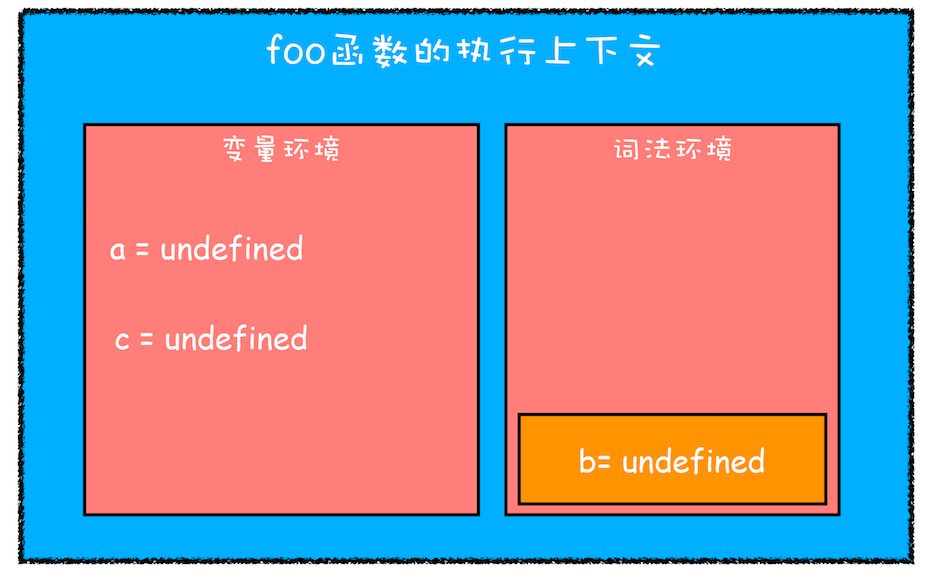 foo函数的执行上下文
变量环境
a = undefined
c = undefined
词法环境
b= undefined